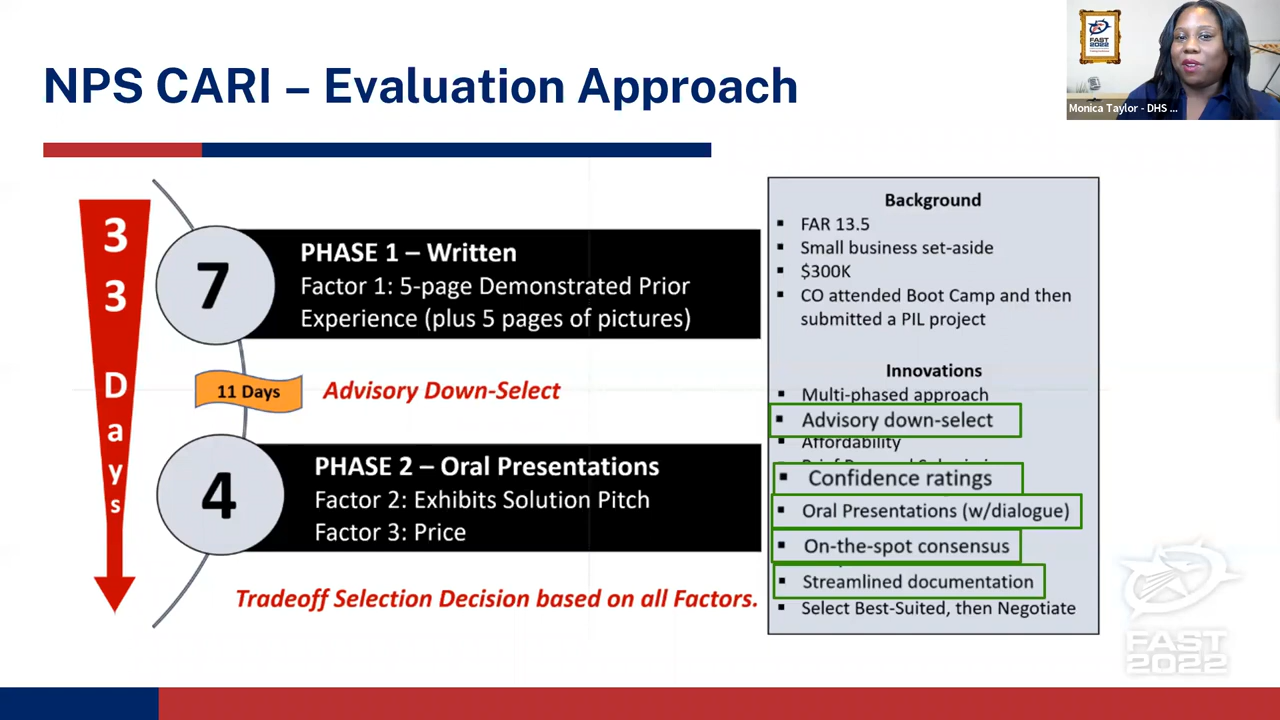 NPS CARI – Evaluation Approach
FAST
2022
Monica Taylor - DHS ...
3
3
D
a
y
s
7
PHASE 1 – Written
Factor 1: 5-page Demonstrated Prior
Experience (plus 5 pages of pictures)
11 Days
Advisory Down-Select
4
PHASE 2 – Oral Presentations
Factor 2: Exhibits Solution Pitch
Factor 3: Price
Tradeoff Selection Decision based on all Factors.
Background
▪ FAR 13.5
▪ Small business set-aside
▪ $300K
▪ CO attended Boot Camp and then
submitted a PIL project
Innovations
▪ Multi-phased approach
▪ Advisory down-select
Affordability
▪ Confidence ratings
▪ Oral Presentations (w/dialogue)
▪ On-the-spot consensus
▪ Streamlined documentation
▪ Select Best-Suited, then Negotiate
FAST
2022